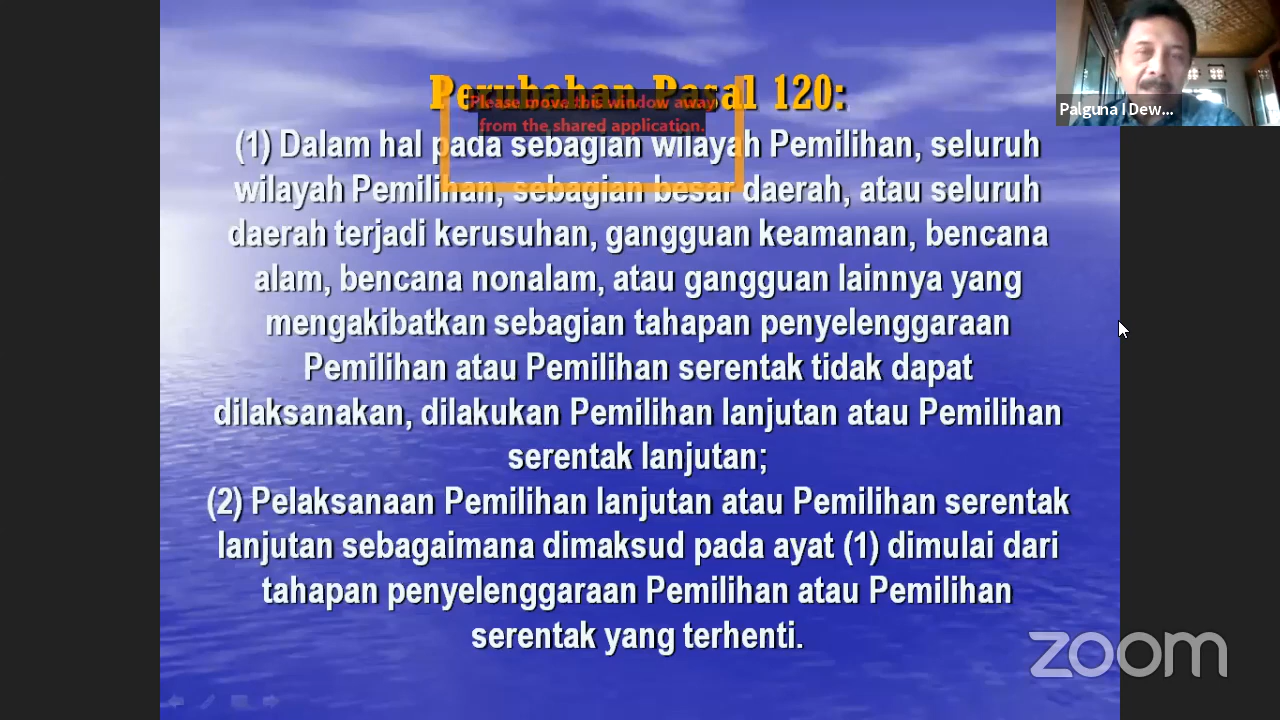 Perubahan Pasal 120:
Please move this window away
from the shared application.
(1) Dalam hal pada sebagian wilayah Pemilihan, seluruh
wilayah Pemilihan, sebagian besar daerah, atau seluruh
daerah terjadi kerusuhan, gangguan keamanan, bencana
alam, bencana nonalam, atau gangguan lainnya yang
mengakibatkan sebagian tahapan penyelenggaraan
Pemilihan atau Pemilihan serentak tidak dapat
dilaksanakan, dilakukan Pemilihan lanjutan atau Pemilihan
serentak lanjutan;
(2) Pelaksanaan Pemilihan lanjutan atau Pemilihan serentak
lanjutan sebagaimana dimaksud pada ayat (1) dimulai dari
tahapan penyelenggaraan Pemilihan atau Pemilihan
serentak yang terhenti.
Palguna I Dew...
zoom